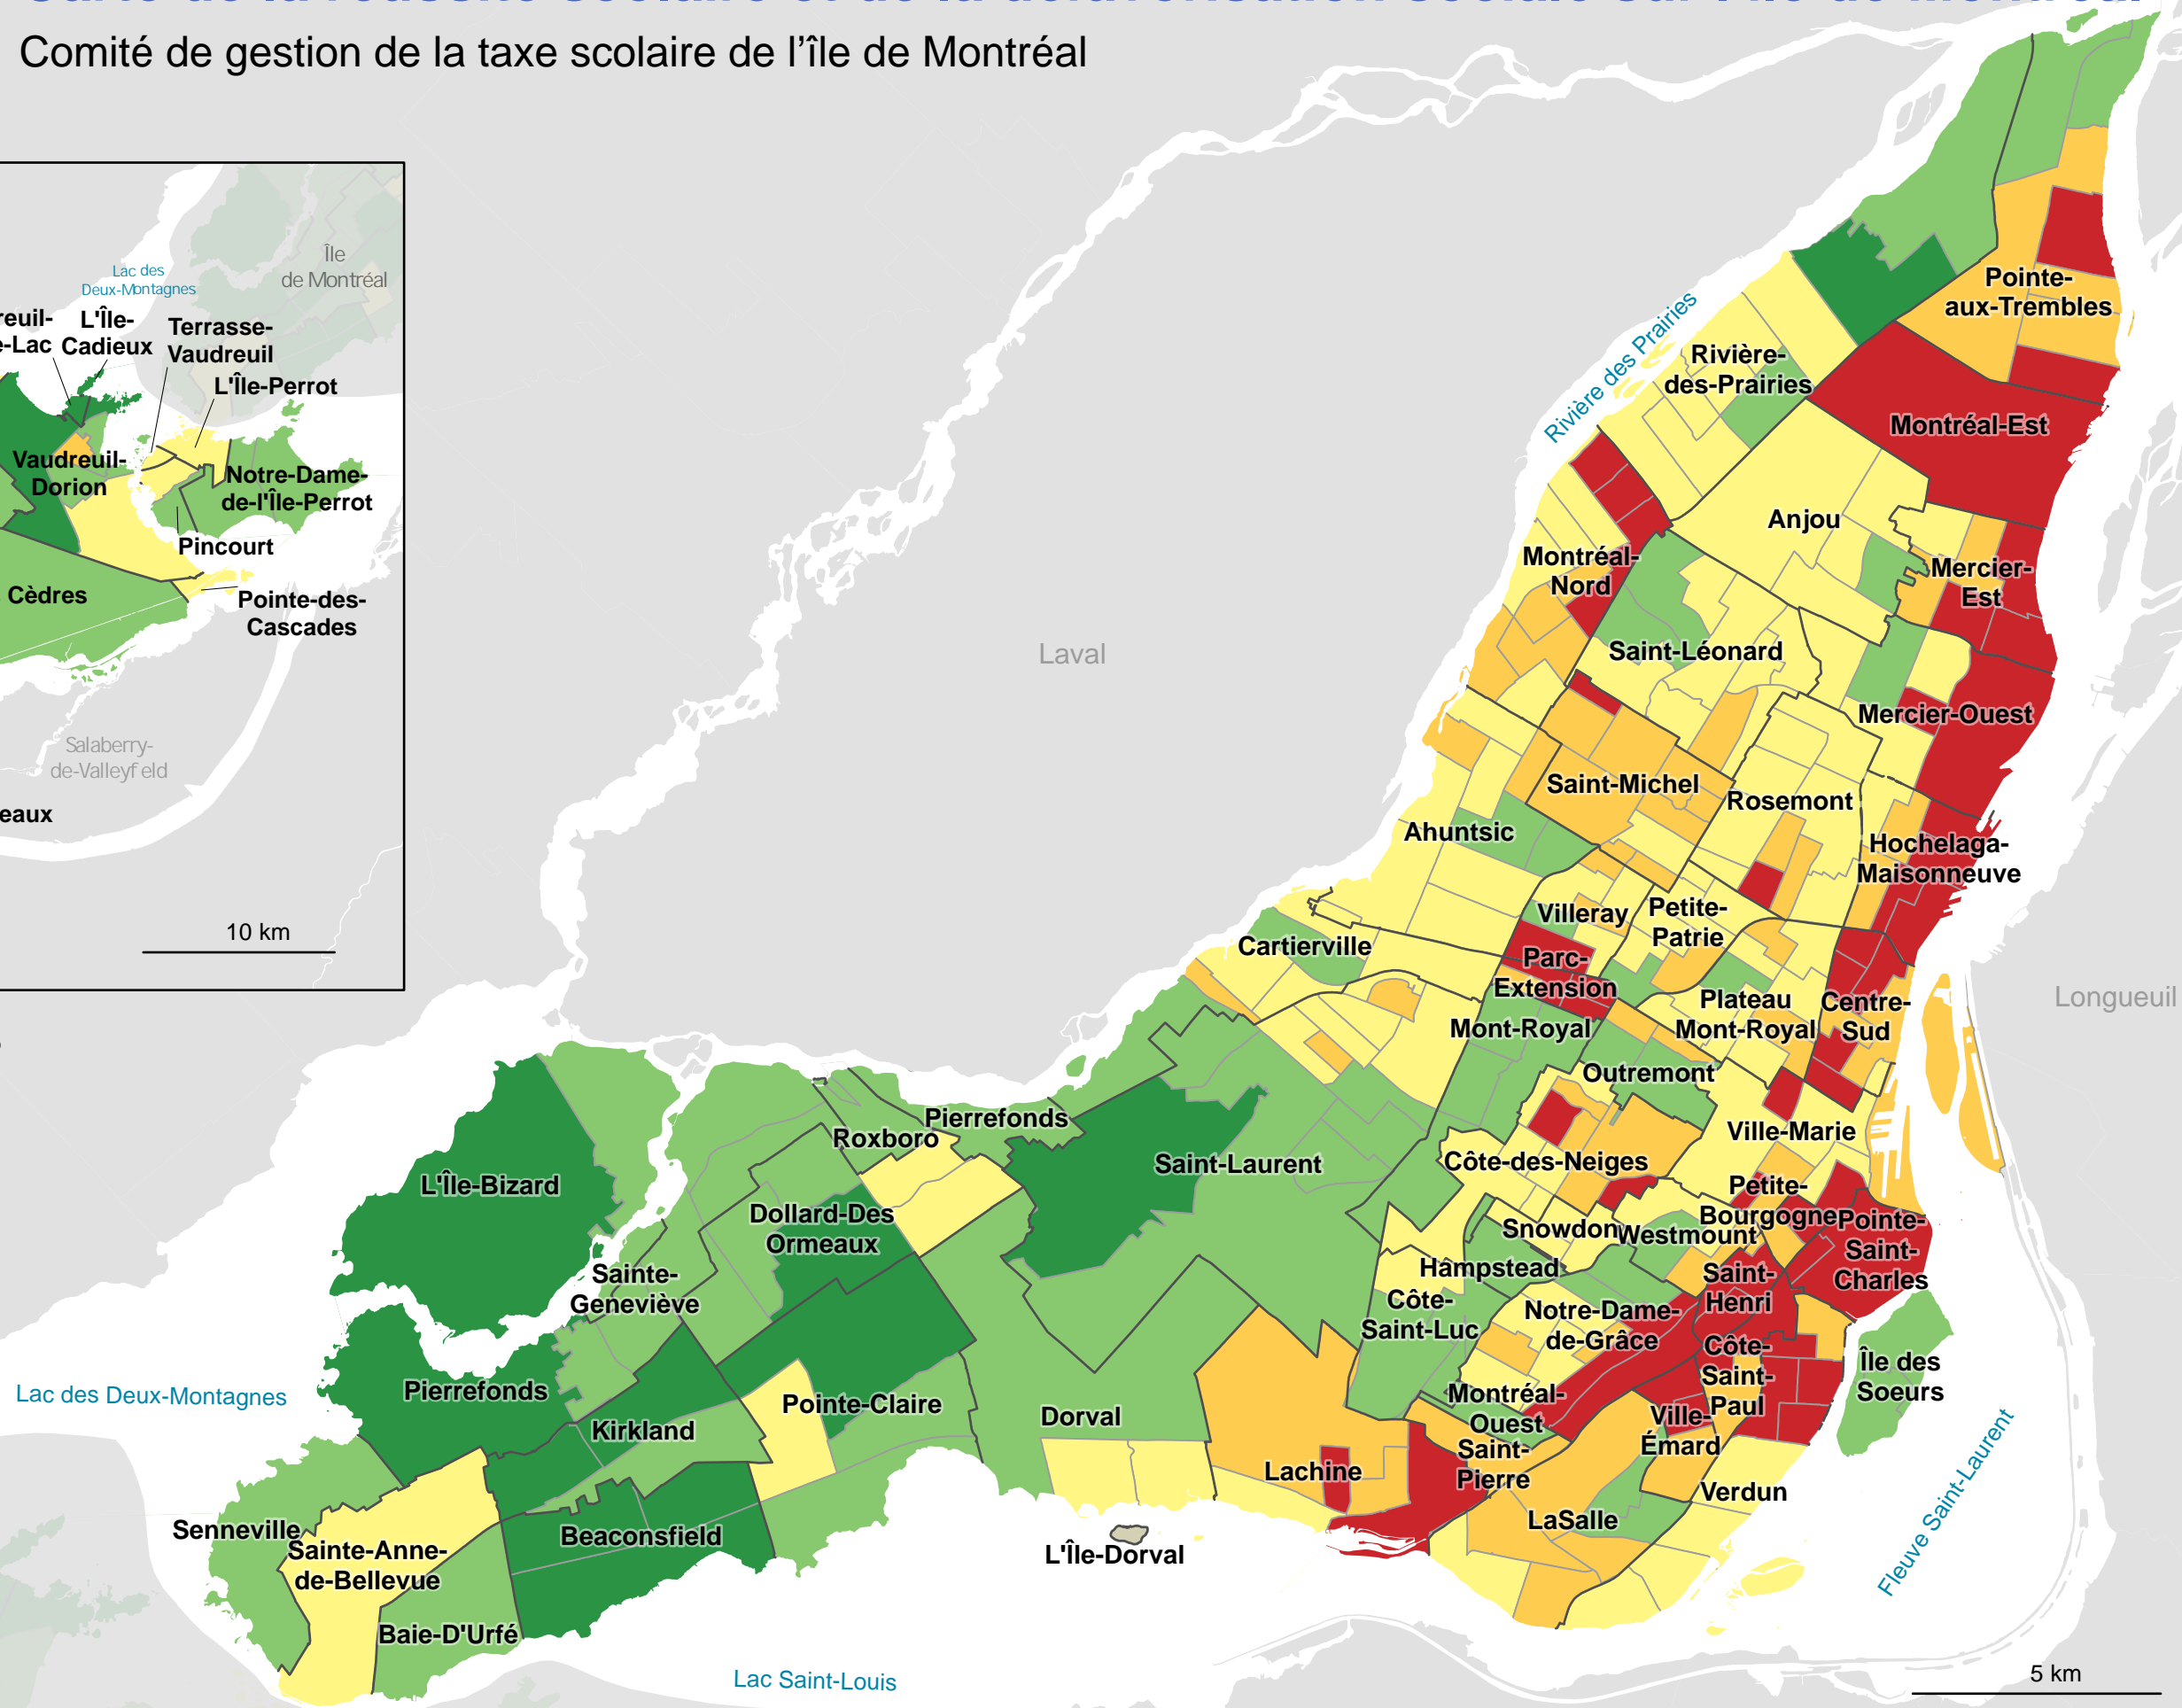 Comité de gestion de la taxe scolaire de l'île de Montréal
Île
de Montréal
Lac des
Deux-Montagnes
L'Île-
Cadieux
Terrasse-
Vaudreuil
L'Île-Perrot
Vaudreuil-
Dorion
Notre-Dame-
de-l'Île-Perrot
Pincourt
Cèdres
Pointe-des-
Cascades
Salaberry-
de-Valleyfield
eaux
10 km
Laval
Longueuil
Rivière des Prairies
Pointe-
aux-Trembles
Rivière-
des-Prairies
Montréal-Est
Anjou
Montréal-
Nord
Mercier-
Est
Saint-Léonard
Mercier-Ouest
Saint-Michel
Rosemont
Ahuntsic
Hochelaga-
Maisonneuve
Villeray
Petite-
Patrie
Cartierville
Parc-
Extension
Plateau
Mont-Royal
Centre-
Sud
Mont-Royal
Outremont
Pierrefonds
Roxboro
Ville-Marie
Saint-Laurent
Côte-des-Neiges
L'Île-Bizard
Petite-
Bourgogne
Dollard-Des
Ormeaux
Snowdon
Westmount
Pointe-
Saint-
Charles
Hampstead
Sainte-
Geneviève
Saint-
Henri
Côte-
Saint-Luc
Notre-Dame-
de-Grâce
Côte-
Saint-
Paul
Île des
Soeurs
Lac des Deux-Montagnes
Pierrefonds
Pointe-Claire
Montréal-
Ouest
Kirkland
Dorval
Ville-
Émard
Saint-
Pierre
Lachine
Verdun
LaSalle
Senneville
Beaconsfield
Sainte-Anne-
de-Bellevue
L'Île-Dorval
Fleuve Saint-Laurent
Baie-D'Urfé
Lac Saint-Louis
5 km